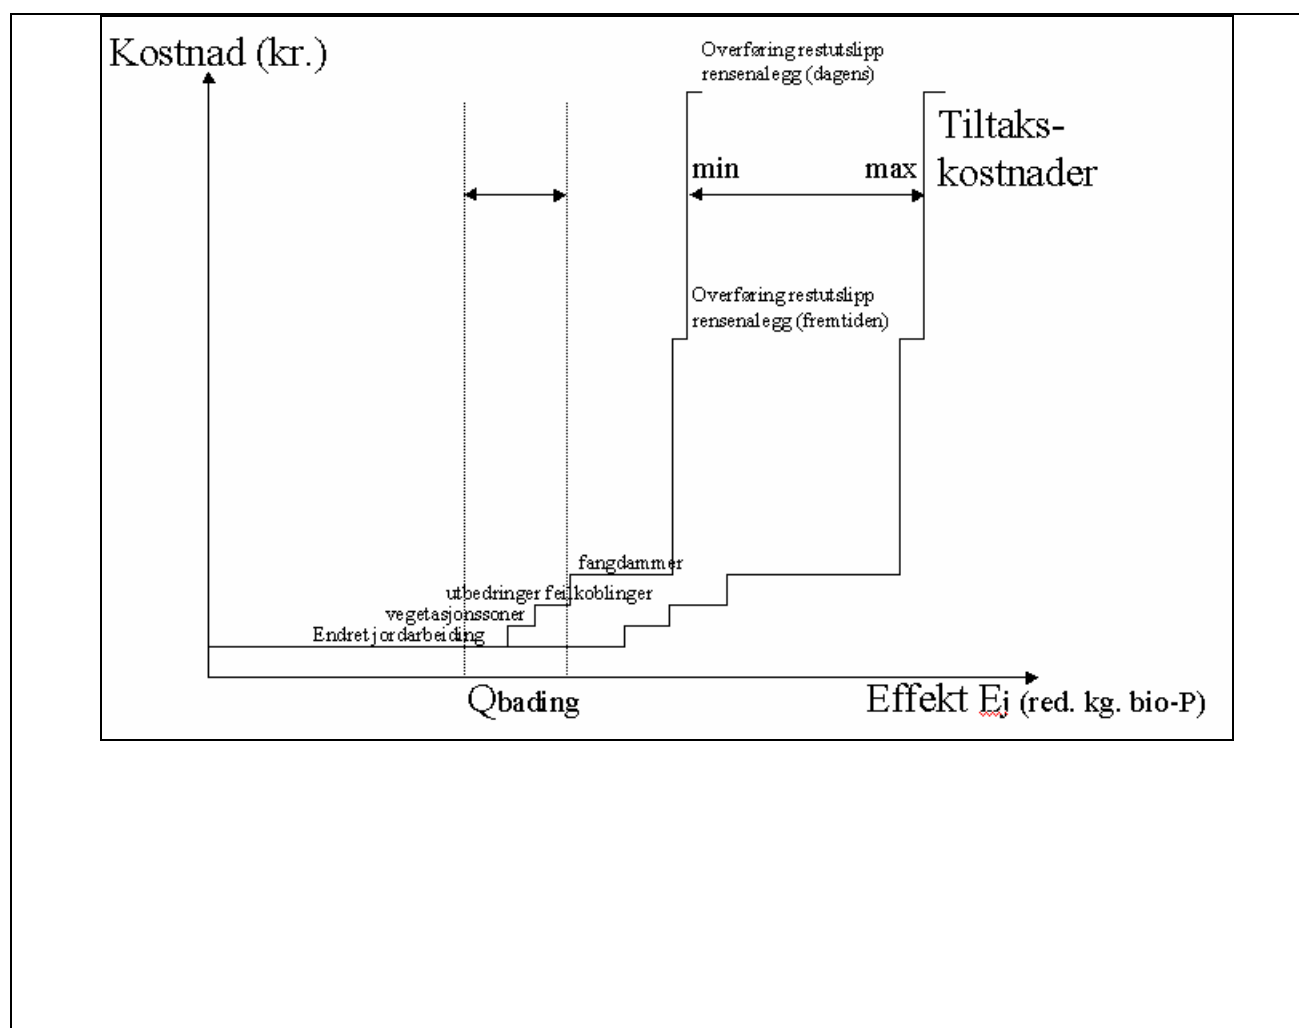 Kostnad (kr.)
Overføring restutslipp
rensenalegg (dagens)
Tiltaks-
kostnader
min
max
Overføring restutslipp
rensenalegg (fremtiden)
fangdammer
utbedringer feilkoblinger
vegetasjonssoner
Endret jordarbeiding
Qbading
Effekt Ej (red. kg. bio-P)